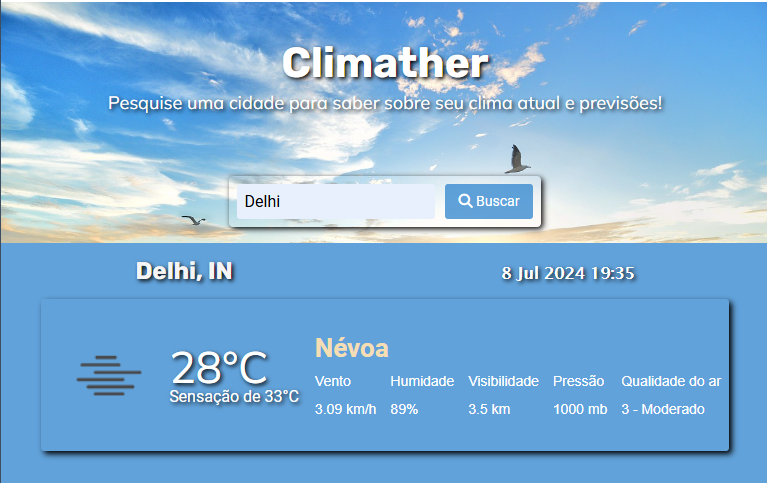 Climather
Pesquise uma cidade para saber sobre seu clima atual e previsões!
Delhi
Buscar
Delhi, IN
8 Jul 2024 19:35
28°C
Sensação de 33°C
Névoa
Vento Humidade Visibilidade Pressão Qualidade do ar
3.09 km/h 89% 3.5 km 1000 mb 3 - Moderado